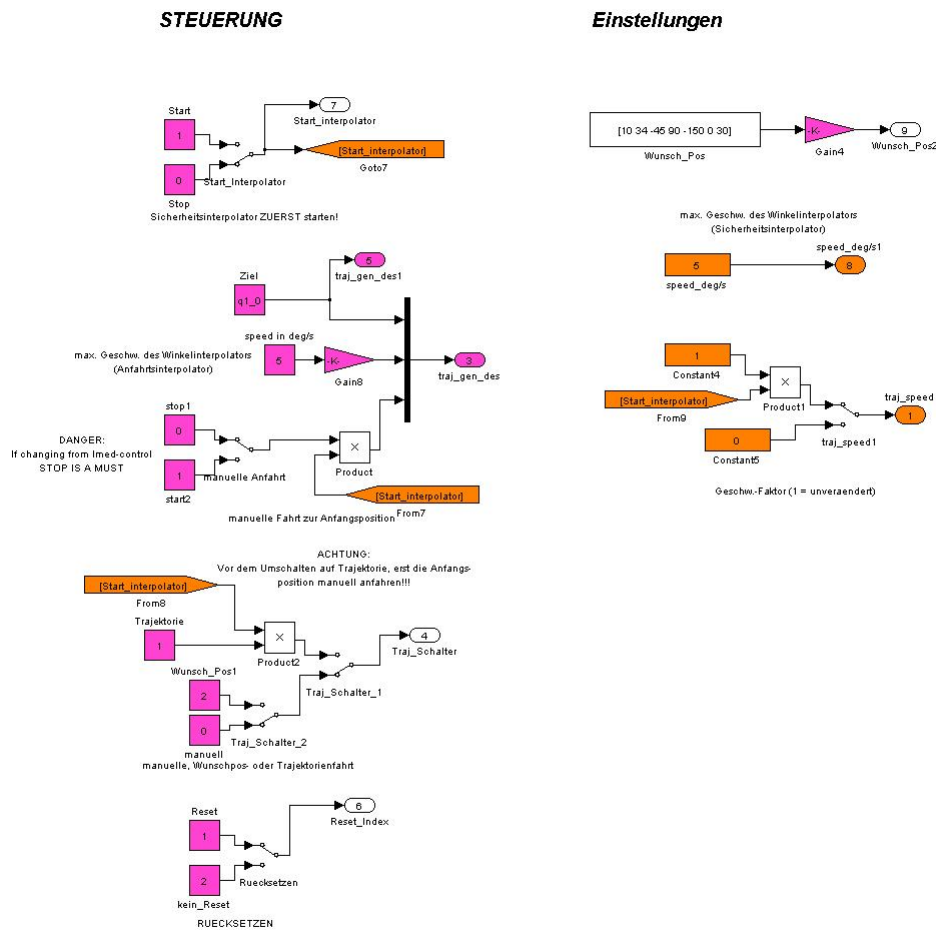 STEUERUNG
Einstellungen
Start
1
7
Start_interpolator
[Start_interpolator]
Goto7
0
Start_Interpolator
Stop
Sicherheitsinterpolator ZUERST starten!
[10 34 -45 90 -150 0 30]
Wunsch_Pos
-K-
Gain4
9
Wunsch_Pos2
max. Geschw. des Winkelinterpolators
(Sicherheitsinterpolator)
speed_deg/s1
5
speed_deg/s
8
5
traj_gen_des1
Ziel
q1_0
speed in deg/s
max. Geschw. des Winkelinterpolators
(Anfahrtsinterpolator)
5
-K-
Gain8
3
traj_gen_des
1
Constant4
[Start_interpolator]
From9
×
Product1
traj_speed
1
0
Constant5
traj_speed1
Geschw.-Faktor (1 = unveraendert)
stop1
0
DANGER:
If changing from Imed-control
STOP IS A MUST
1
start2
manuelle Anfahrt
×
Product
[Start_interpolator]
From7
manuelle Fahrt zur Anfangsposition
ACHTUNG:
Vor dem Umschalten auf Trajektorie, erst die Anfangs-
position manuell anfahren!!!
[Start_interpolator]
From8
Trajektorie
1
×
Product2
4
Traj_Schalter
Wunsch_Pos1
2
Traj_Schalter_1
0
manuell
Traj_Schalter_2
manuelle, Wunschpos- oder Trajektorienfahrt
Reset
1
6
Reset_Index
2
kein_Reset
Ruecksetzen
RUECKSETZEN